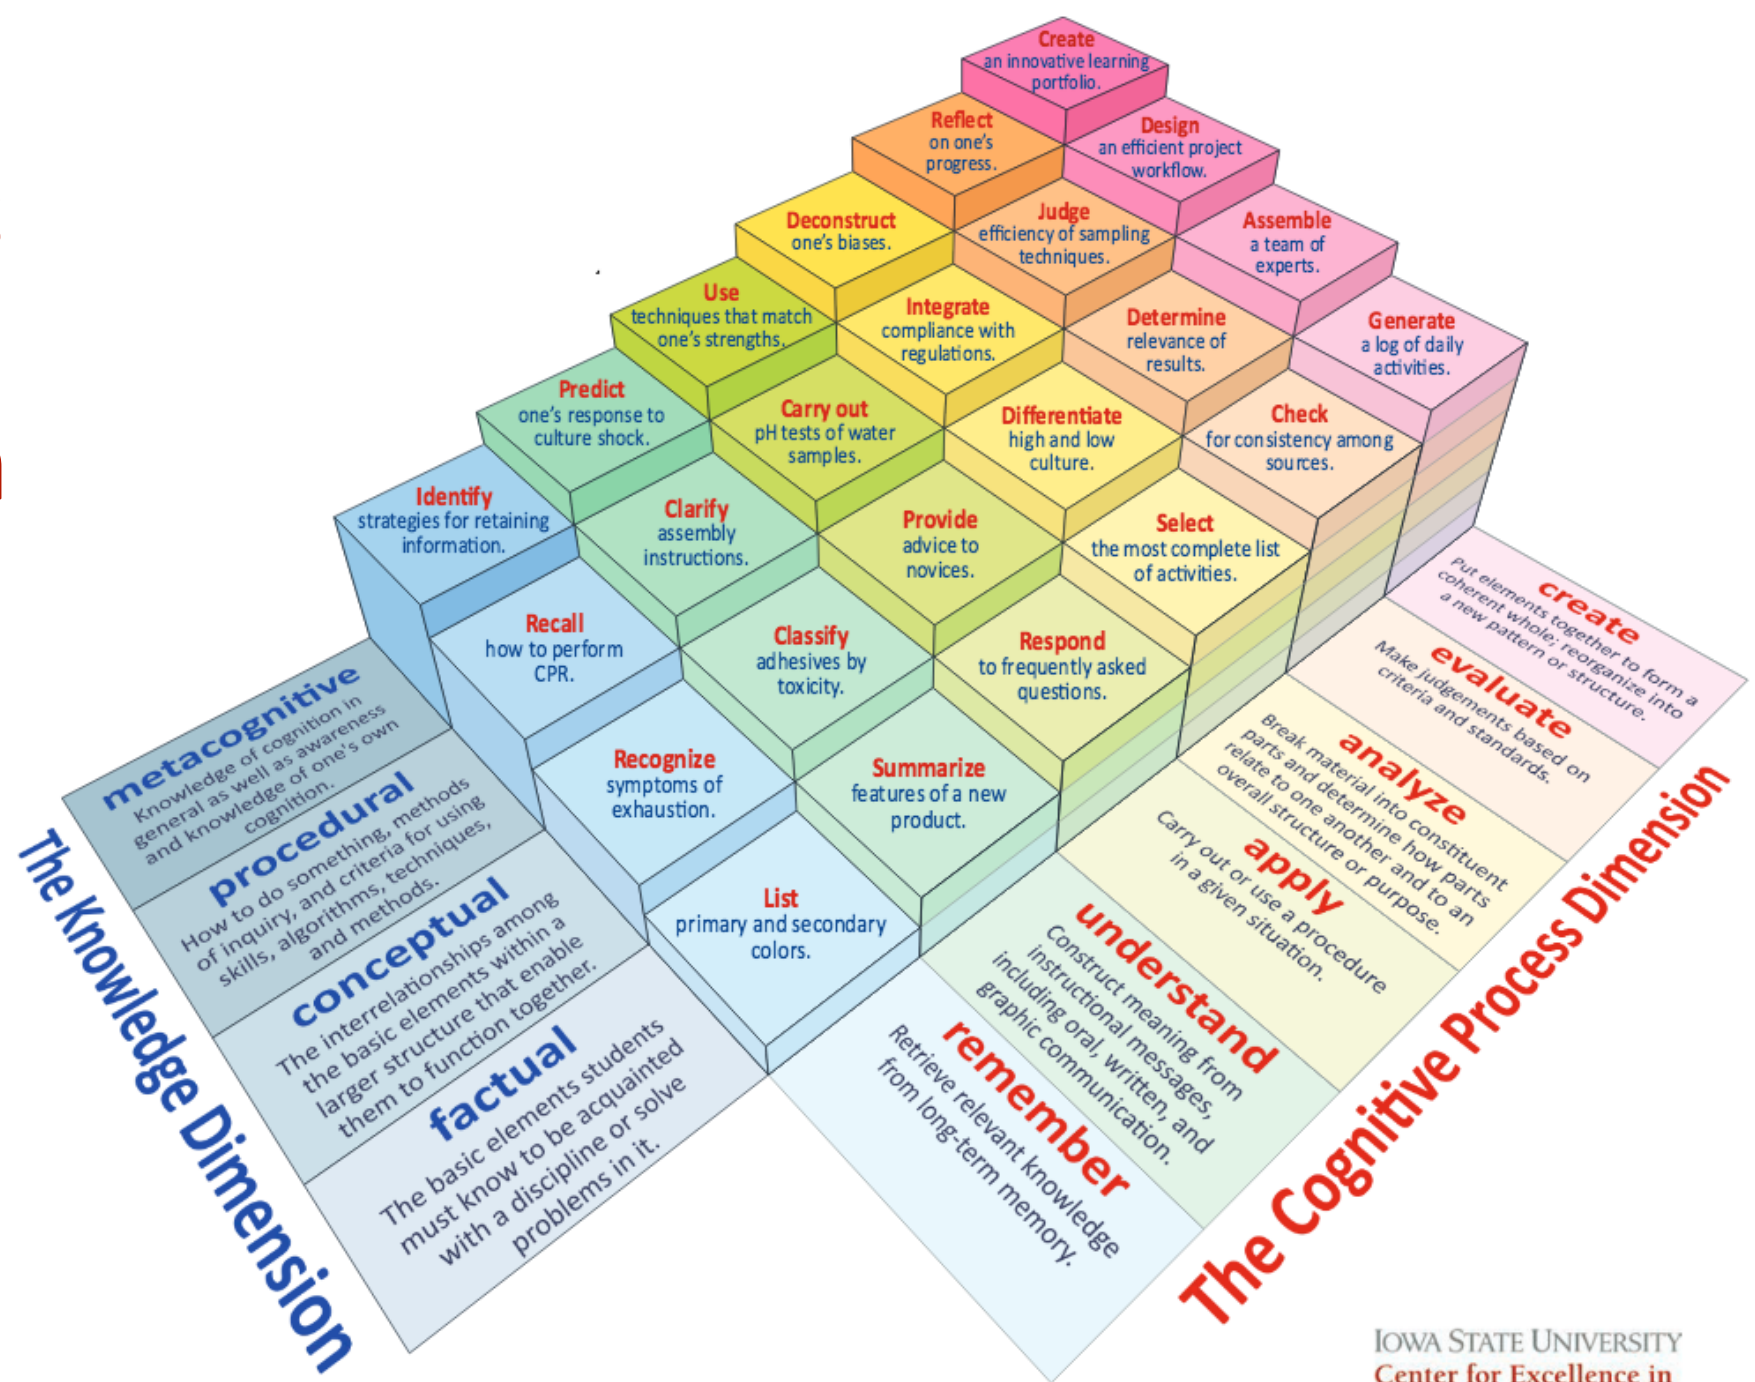 Create
an innovative learning
portfolio.
Reflect
on one's
progress.
Design
an efficient project
workflow.
Deconstruct
one's biases.
Judge
efficiency of sampling
techniques.
Assemble
a team of
experts.
Use
techniques that match
one's strengths.
Integrate
compliance with
regulations.
Determine
relevance of
results.
Generate
a log of daily
activities.
Predict
one's response to
culture shock.
Carry out
pH tests of water
samples.
Differentiate
high and low
culture.
Check
for consistency among
sources.
Identify
strategies for retaining
information.
Clarify
assembly
instructions.
Provide
advice to
novices.
Select
the most complete list
of activities.
Recall
how to perform
CPR.
Classify
adhesives by
toxicity.
Respond
to frequently asked
questions.
Recognize
symptoms of
exhaustion.
Summarize
features of a new
product.
List
primary and secondary
colors.
The Knowledge Dimension
metacognitive
Knowledge of cognition in
general as well as awareness
and knowledge of one's own
cognition.
procedural
How to do something, methods
of inquiry, and criteria for using
skills, algorithms, techniques,
and methods.
conceptual
The interrelationships among
the basic elements within a
larger structure that enable
them to function together.
factual
The basic elements students
must know to be acquainted
with a discipline or solve
problems in it.
The Cognitive Process Dimension
remember
Retrieve relevant knowledge
from long-term memory.
understand
Construct meaning from
instructional messages,
including oral, written, and
graphic communication.
apply
Carry out or use a procedure
in a given situation.
analyze
Break material into constituent
parts and determine how parts
relate to one another and to an
overall structure or purpose.
evaluate
Make judgements based on
criteria and standards.
create
Put elements together to form a
coherent whole; reorganize into
a new pattern or structure.
IOWA STATE UNIVERSITY
Center for Excellence in